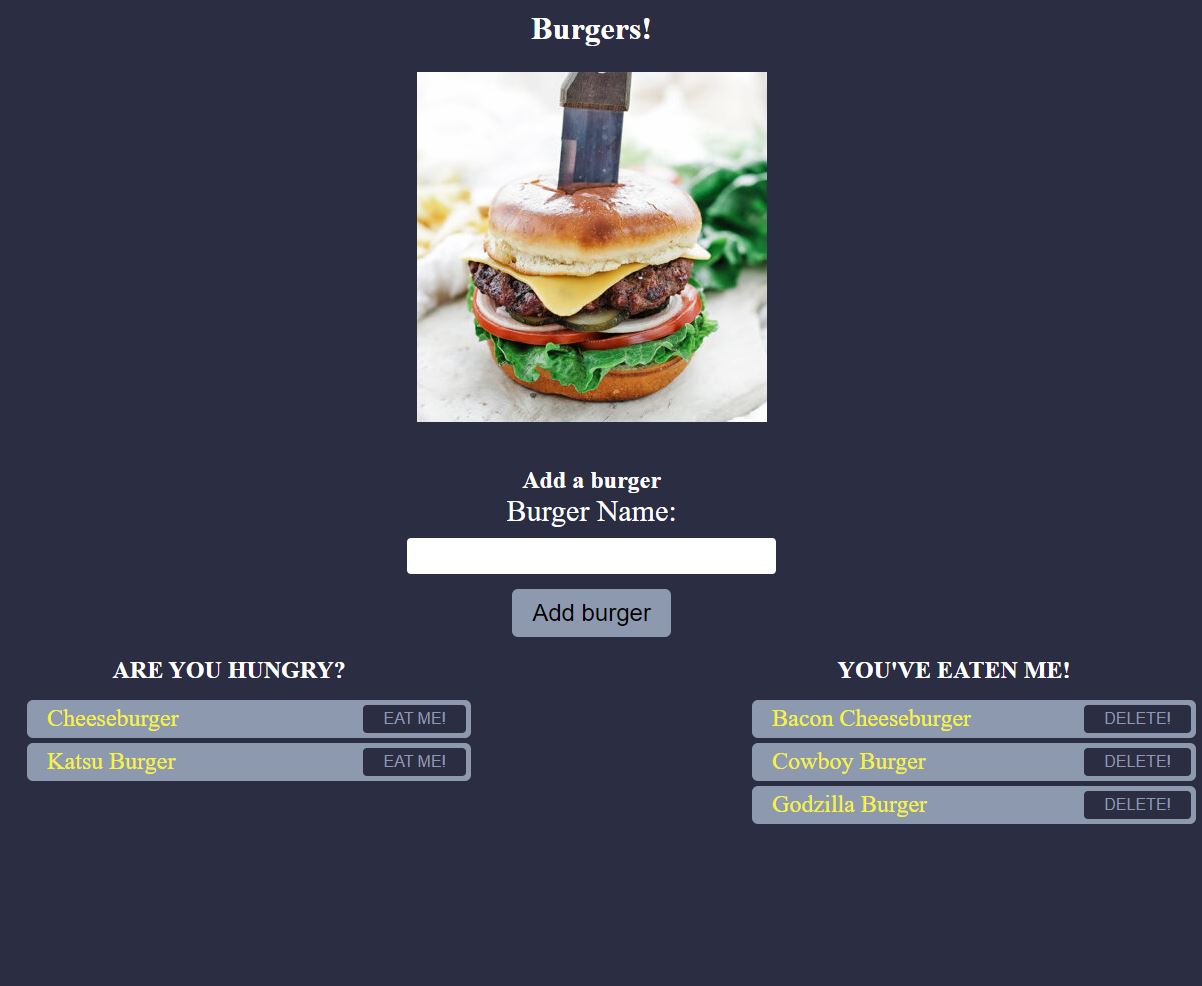 Burgers!
Add a burger
Burger Name:
Add burger
ARE YOU HUNGRY?
Cheeseburger EAT ME!
Katsu Burger EAT ME!
YOU'VE EATEN ME!
Bacon Cheeseburger DELETE!
Cowboy Burger DELETE!
Godzilla Burger DELETE!